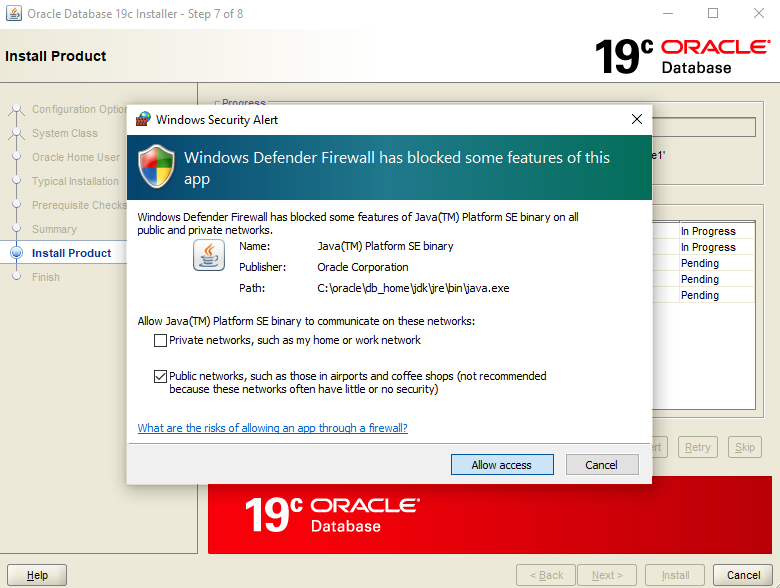 Oracle Database 19c Installer - Step 7 of 8
Install Product
19c ORACLE
Database
Configuration Option
System Class
Oracle Home User
Typical Installation
Prerequisite Checks
Summary
Install Product
Finish
Progress
e1'
In Progress
In Progress
Pending
Pending
Pending
Windows Security Alert
Windows Defender Firewall has blocked some features of this
app
Windows Defender Firewall has blocked some features of Java(TM) Platform SE binary on all
public and private networks.
Name: Java(TM) Platform SE binary
Publisher: Oracle Corporation
Path: C:\oracle\db_home\jdk\jre\bin\java.exe
Allow Java(TM) Platform SE binary to communicate on these networks:
Private networks, such as my home or work network
Public networks, such as those in airports and coffee shops (not recommended
because these networks often have little or no security)
What are the risks of allowing an app through a firewall?
Allow access Cancel
rt Retry Skip
19c ORACLE
Database
Help < Back Next > Install Cancel